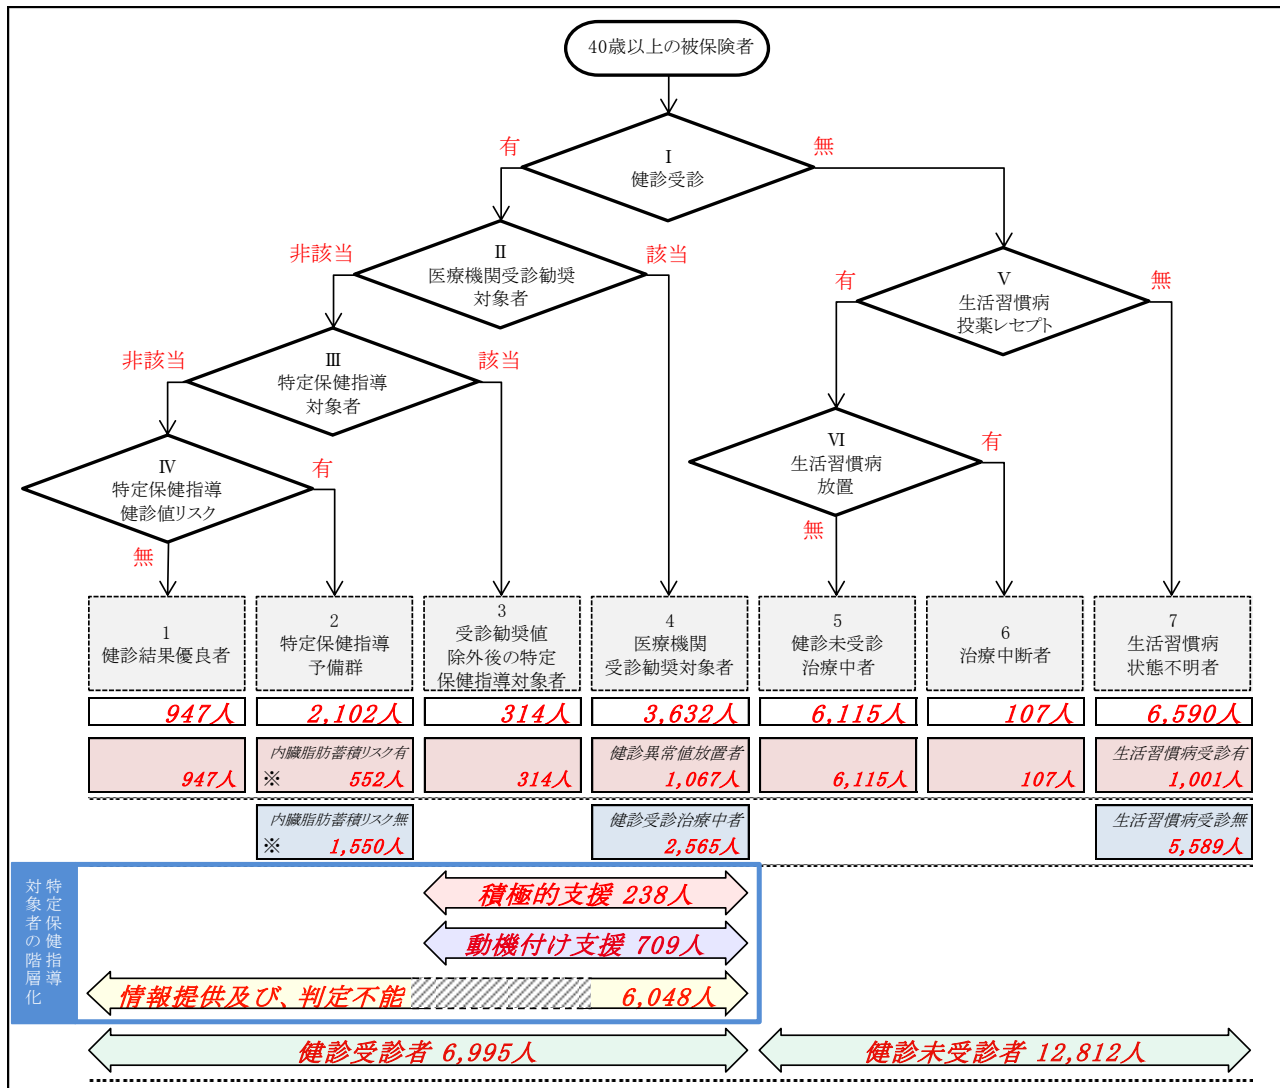 40歳以上の被保険者
有
Ⅰ
健診受診
無
非該当
Ⅱ
医療機関受診勧奨
対象者
該当
有
Ⅴ
生活習慣病
投薬レセプト
無
非該当
Ⅲ
特定保健指導
対象者
該当
Ⅳ
特定保健指導
健診値リスク
有
無
Ⅵ
生活習慣病
放置
有
無
1
健診結果優良者
2
特定保健指導
予備群
3
受診勧奨値
除外後の特定
保健指導対象者
4
医療機関
受診勧奨対象者
5
健診未受診
治療中者
6
治療中断者
7
生活習慣病
状態不明者
947人
2,102人
314人
3,632人
6,115人
107人
6,590人
947人
内臓脂肪蓄積リスク有
※ 552人
314人
健診異常値放置者
1,067人
6,115人
107人
生活習慣病受診有
1,001人
内臓脂肪蓄積リスク無
※ 1,550人
健診受診治療中者
2,565人
生活習慣病受診無
5,589人
特定保健指導
対象者の階層化
積極的支援 238人
動機付け支援 709人
情報提供及び、判定不能 6,048人
健診受診者 6,995人
健診未受診者 12,812人